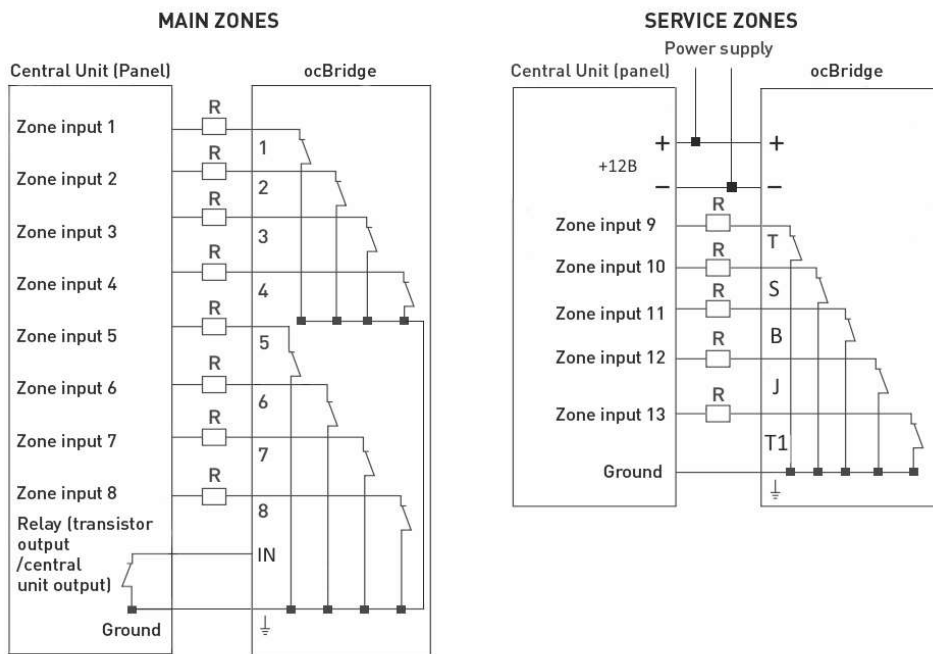 MAIN ZONES
Central Unit (Panel)
ocBridge
Zone input 1
R
1
Zone input 2
R
2
Zone input 3
R
3
Zone input 4
R
4
Zone input 5
R
5
Zone input 6
R
6
Zone input 7
R
7
Zone input 8
R
8
Relay (transistor
output
/central
unit output)
IN
Ground
SERVICE ZONES
Power supply
Central Unit (panel)
ocBridge
+ +
+12B
− −
Zone input 9
R
T
Zone input 10
R
S
Zone input 11
R
B
Zone input 12
R
J
Zone input 13
R
T1
Ground